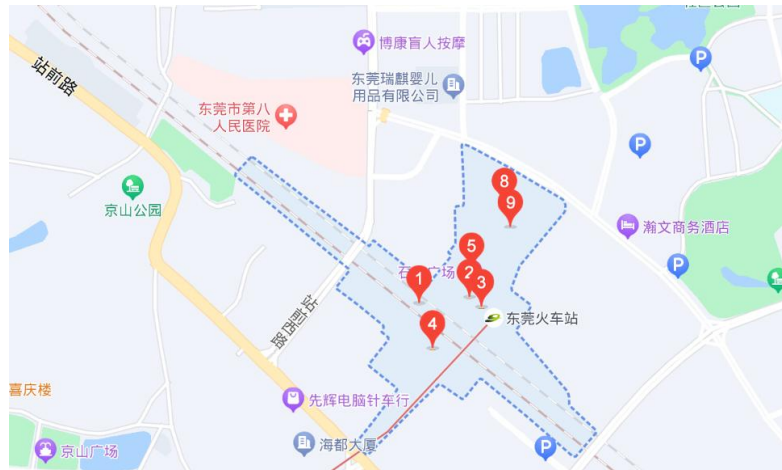 博康盲人按摩
东莞瑞麒婴儿
用品有限公司
P
站前路
东莞市第八
人民医院
P
京山公园
8
9
瀚文商务酒店
5
P
石
广场
1
2
3
东莞火车站
4
站前西路
喜庆楼
先辉电脑针车行
京山广场
海都大厦
P